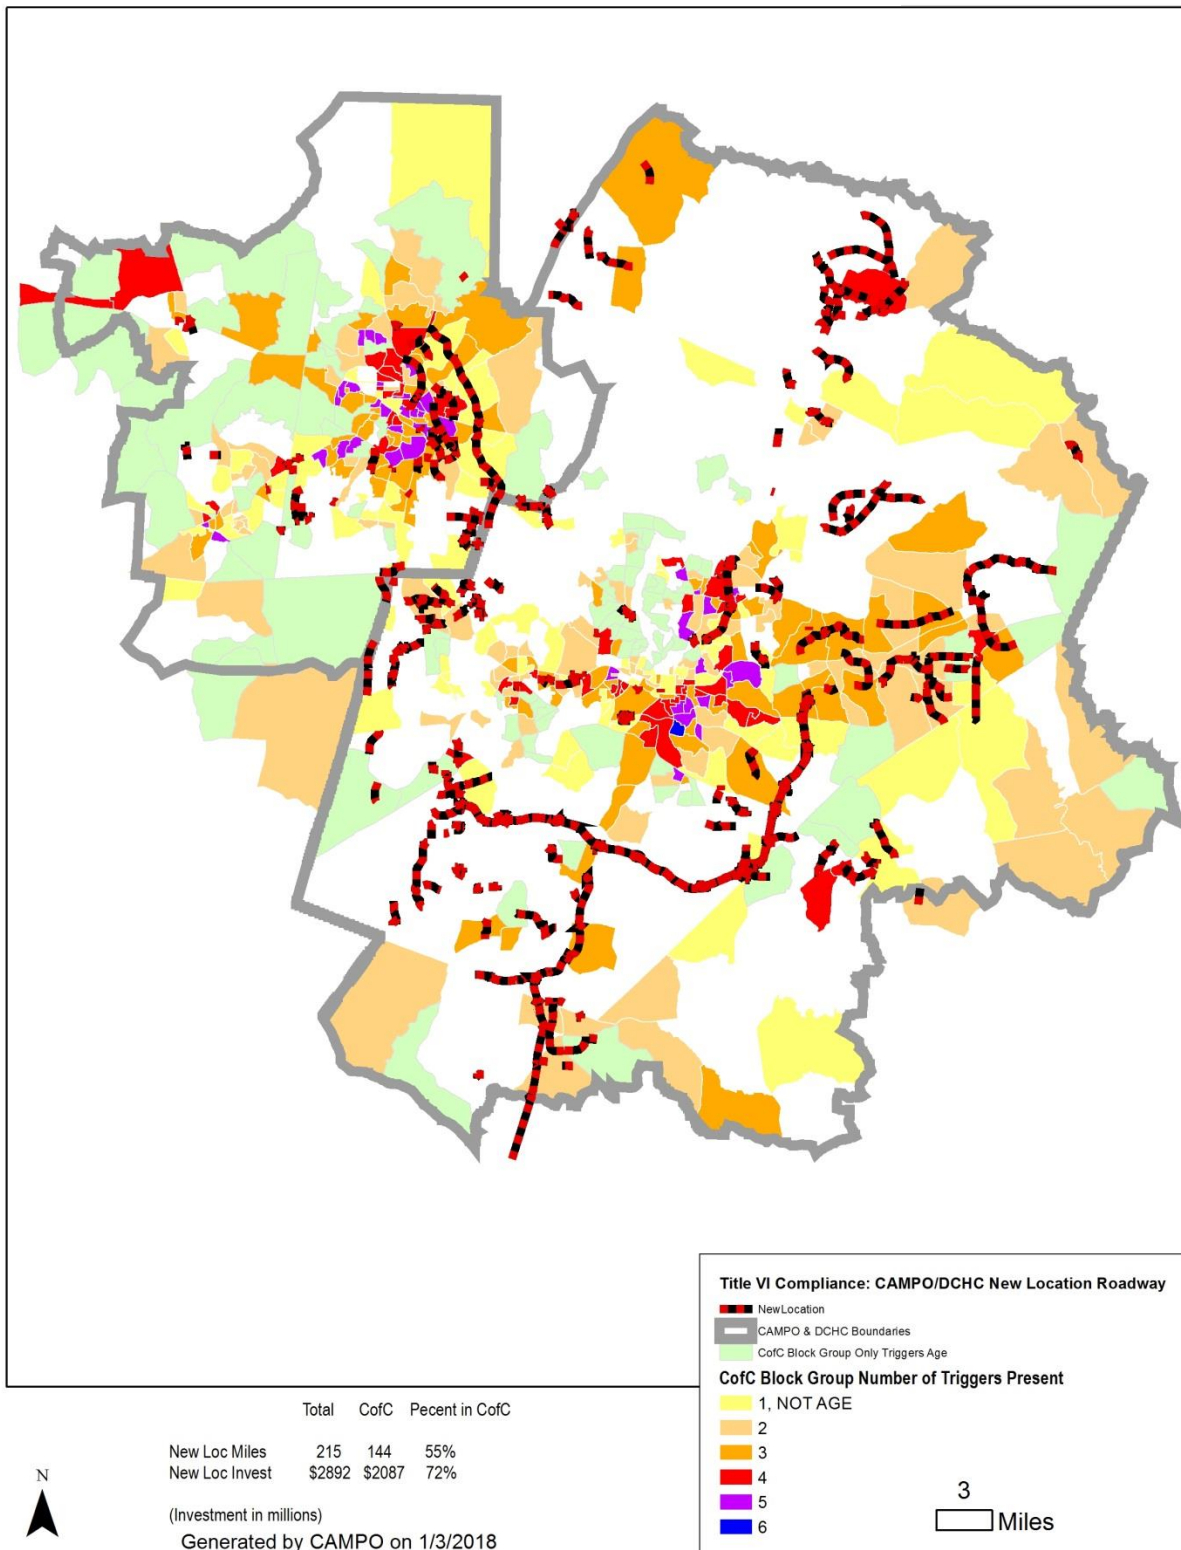 Title VI Compliance: CAMPO/DCHC New Location Roadway
NewLocation
CAMPO & DCHC Boundaries
CofC Block Group Only Triggers Age
CofC Block Group Number of Triggers Present
1, NOT AGE
2
3
4
5
6
3
Miles
Total CofC Pecent in CofC
New Loc Miles 215 144 55%
New Loc Invest $2892 $2087 72%
(Investment in millions)
Generated by CAMPO on 1/3/2018
N